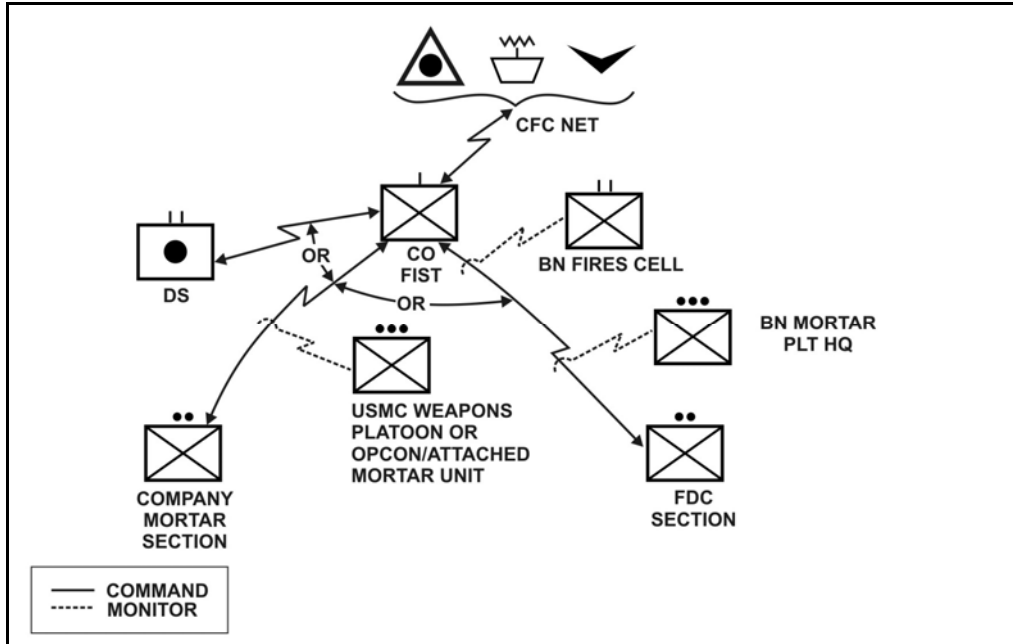 CFC NET
OR
CO
FIST
BN FIRES CELL
DS
OR
BN MORTAR
PLT HQ
USMC WEAPONS
PLATOON OR
OPCON/ATTACHED
MORTAR UNIT
COMPANY
MORTAR
SECTION
FDC
SECTION
COMMAND
MONITOR